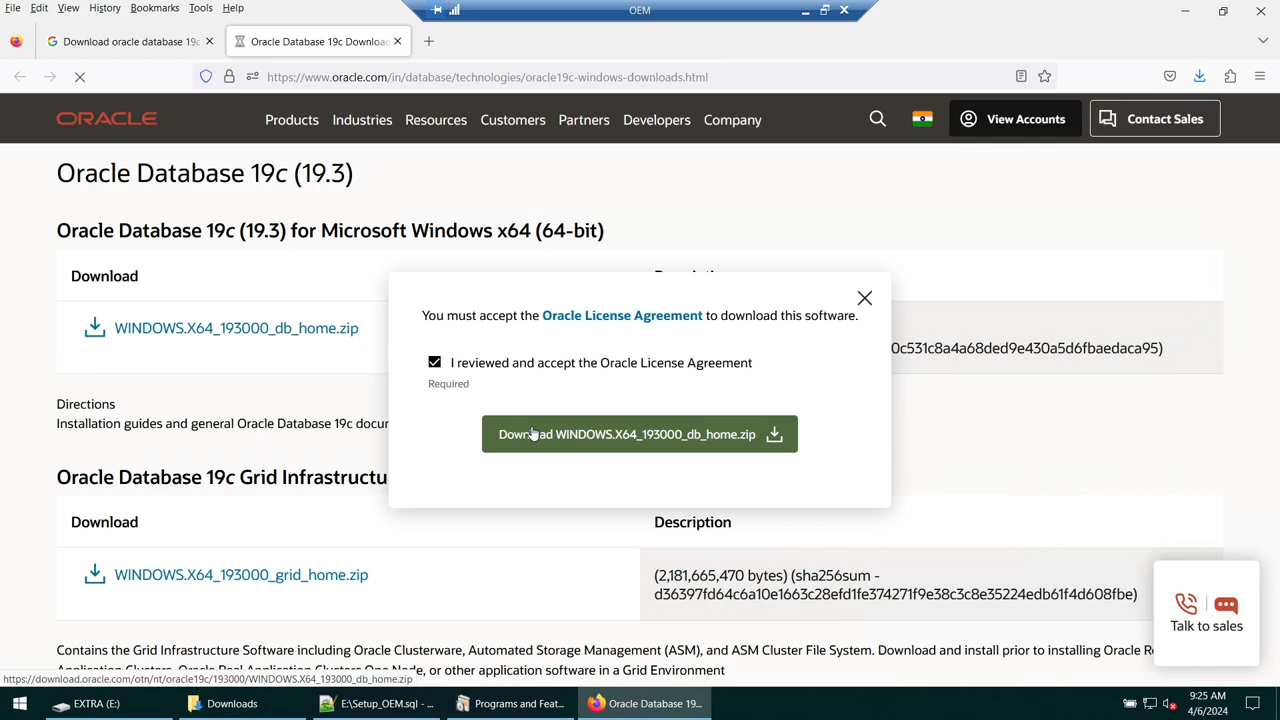 File Edit View History Bookmarks Tools Help
OEM
Download oracle database 19c
Oracle Database 19c Download
https://www.oracle.com/in/database/technologies/oracle19c-windows-downloads.html
ORACLE Products Industries Resources Customers Partners Developers Company View Accounts Contact Sales
Oracle Database 19c (19.3)
Oracle Database 19c (19.3) for Microsoft Windows x64 (64-bit)
Download
WINDOWS.X64_193000_db_home.zip
0c531c8a4a68ded9e430a5d6fbaedaca95)
You must accept the Oracle License Agreement to download this software.
I reviewed and accept the Oracle License Agreement
Required
Download WINDOWS.X64_193000_db_home.zip
Directions
Installation guides and general Oracle Database 19c
Oracle Database 19c Grid
Download Description
WINDOWS.X64_193000_grid_home.zip
(2,181,665,470 bytes) (sha256sum -
d36397fd64c6a10e1663c28efd1fe374271f9e38c3c8e35224edb61f4d608fbe)
Talk to sales
Contains the Grid Infrastructure Software including Oracle Clusterware, Automated Storage Management (ASM), and ASM Cluster File System. Download and install prior to installing Oracle
Application Clusters, Oracle Real Application Clusters One Node, or other application software in a Grid Environment
https://download.oracle.com/otn/nt/oracle19c/193000/WINDOWS.X64_193000_db_home.zip
EXTRA (E:) Downloads E:\Setup_OEM.sql - ... Programs and Feat... Oracle Database 19...
9:25 AM
4/6/2024